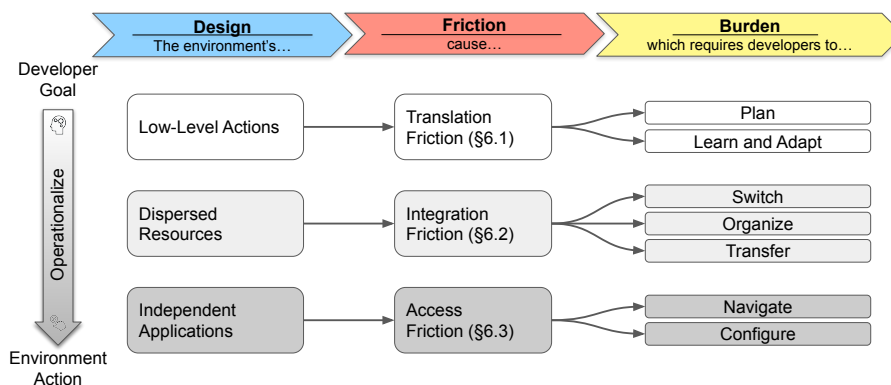 Design
The environment's…
Friction
cause…
Burden
which requires developers to…
Developer
Goal
Operationalize
Environment
Action
Low-Level Actions
Translation
Friction (§6.1)
Plan
Learn and Adapt
Dispersed
Resources
Integration
Friction (§6.2)
Switch
Organize
Transfer
Independent
Applications
Access
Friction (§6.3)
Navigate
Configure